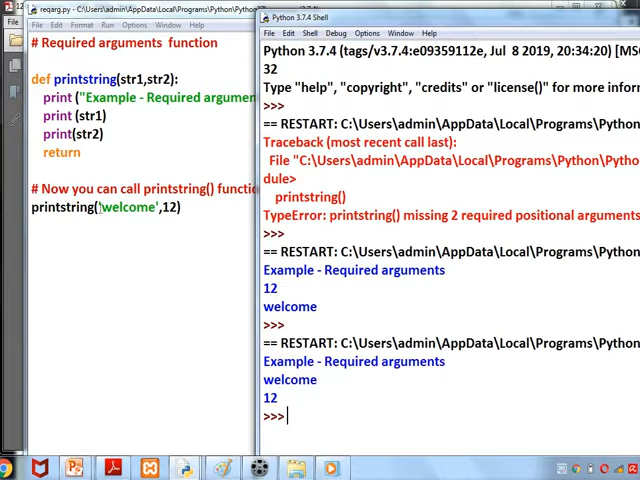 reqarg.py - C:\Users\admin\AppData\Local\Programs\Python\Python
File Edit Format Run Options Window Help
# Required arguments function
def printstring(str1,str2):
print ("Example - Required argumen
print (str1)
print(str2)
return
# Now you can call printstring() functio
printstring('welcome',12)
Python 3.7.4 Shell
File Edit Shell Debug Options Window Help
Python 3.7.4 (tags/v3.7.4:e09359112e, Jul 8 2019, 20:34:20) [MSC
32
Type "help", "copyright", "credits" or "license()" for more inform
>>>
== RESTART: C:\Users\admin\AppData\Local\Programs\Python
Traceback (most recent call last):
File "C:\Users\admin\AppData\Local\Programs\Python\Pytho
dule>
printstring()
TypeError: printstring() missing 2 required positional arguments
>>>
== RESTART: C:\Users\admin\AppData\Local\Programs\Python
Example - Required arguments
12
welcome
>>>
== RESTART: C:\Users\admin\AppData\Local\Programs\Python
Example - Required arguments
welcome
12
>>>